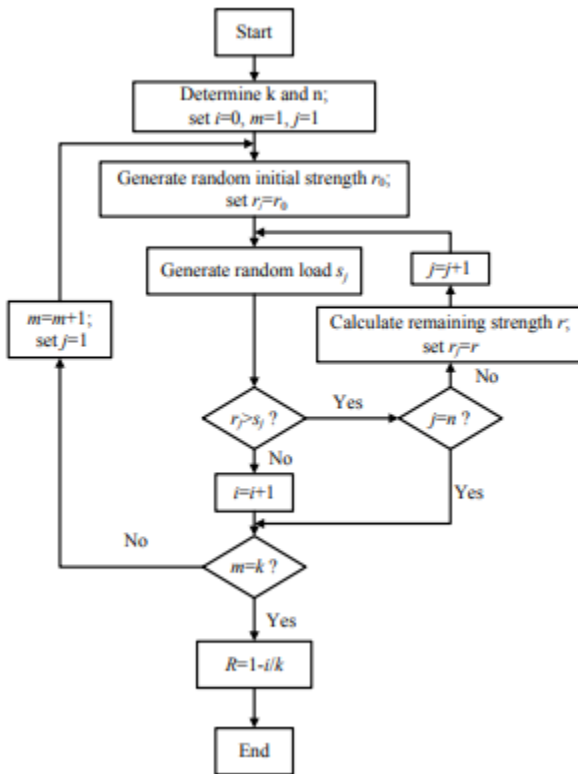 Start
Determine k and n;
set i=0, m=1, j=1
Generate random initial strength r0;
set rj=r0
Generate random load sj
j=j+1
m=m+1;
set j=1
Calculate remaining strength r;
set rj=r
No
rj>sj ?
Yes
j=n ?
No
i=i+1
Yes
No
m=k ?
Yes
R=1-i/k
End